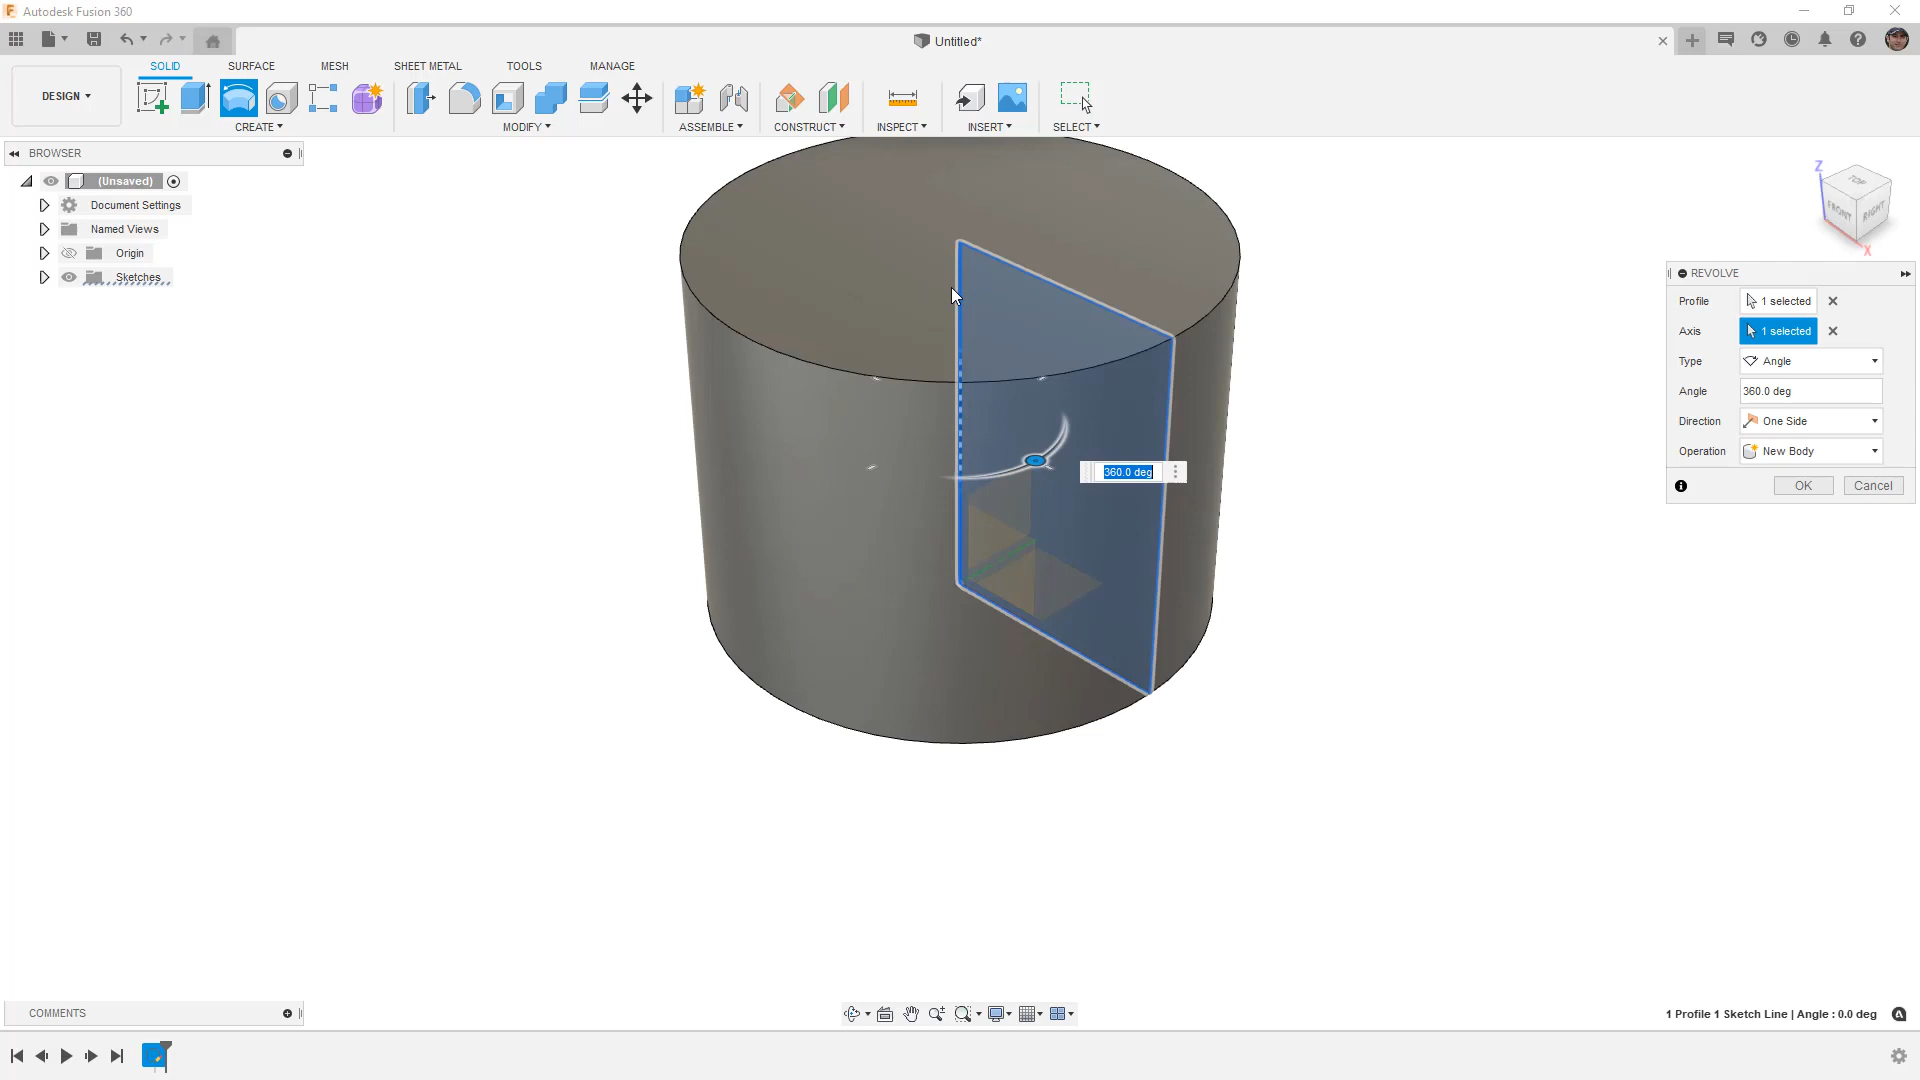 Autodesk Fusion 360
Untitled*
SOLID SURFACE MESH SHEET METAL TOOLS MANAGE
DESIGN
CREATE MODIFY ASSEMBLE CONSTRUCT INSPECT INSERT SELECT
BROWSER
(Unsaved)
Document Settings
Named Views
Origin
Sketches
Z
TOP
FRONT
RIGHT
X
REVOLVE
Profile 1 selected
Axis 1 selected
Type Angle
Angle 360.0 deg
Direction One Side
Operation New Body
OK Cancel
360.0 deg
COMMENTS
1 Profile 1 Sketch Line | Angle : 0.0 deg